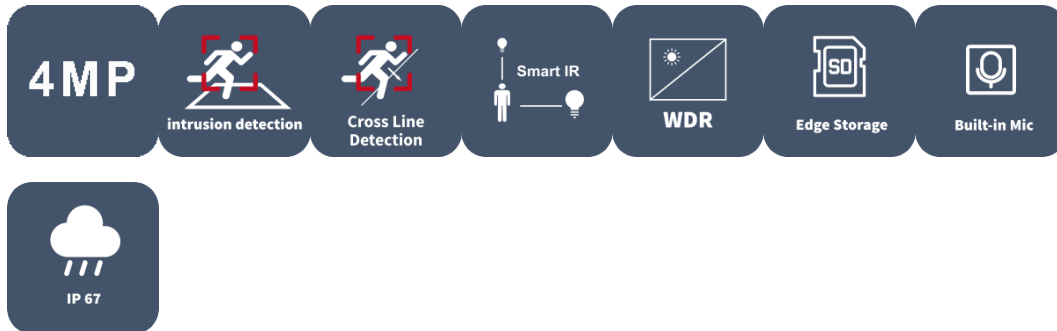 4MP
intrusion detection
Cross Line
Detection
Smart IR
WDR
SD
Edge Storage
Built-in Mic
IP 67